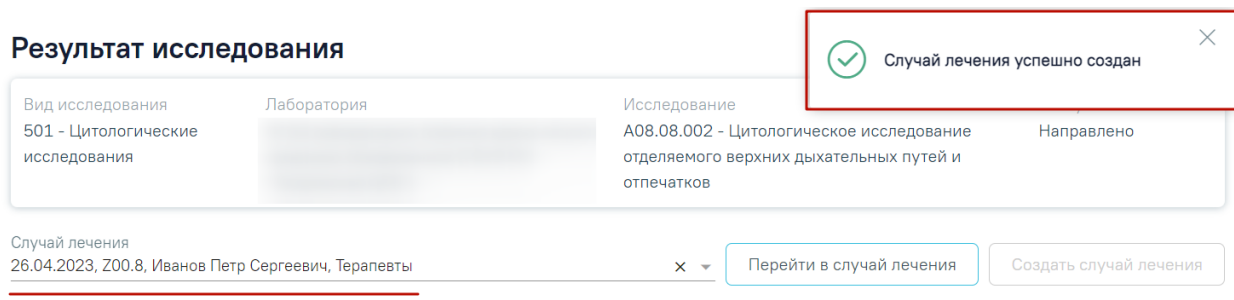 Результат исследования
Случай лечения успешно создан
Вид исследования
501 - Цитологические
исследования
Лаборатория
Исследование
A08.08.002 - Цитологическое исследование
отделяемого верхних дыхательных путей и
отпечатков
Направлено
Случай лечения
26.04.2023, Z00.8, Иванов Петр Сергеевич, Терапевты
Перейти в случай лечения
Создать случай лечения